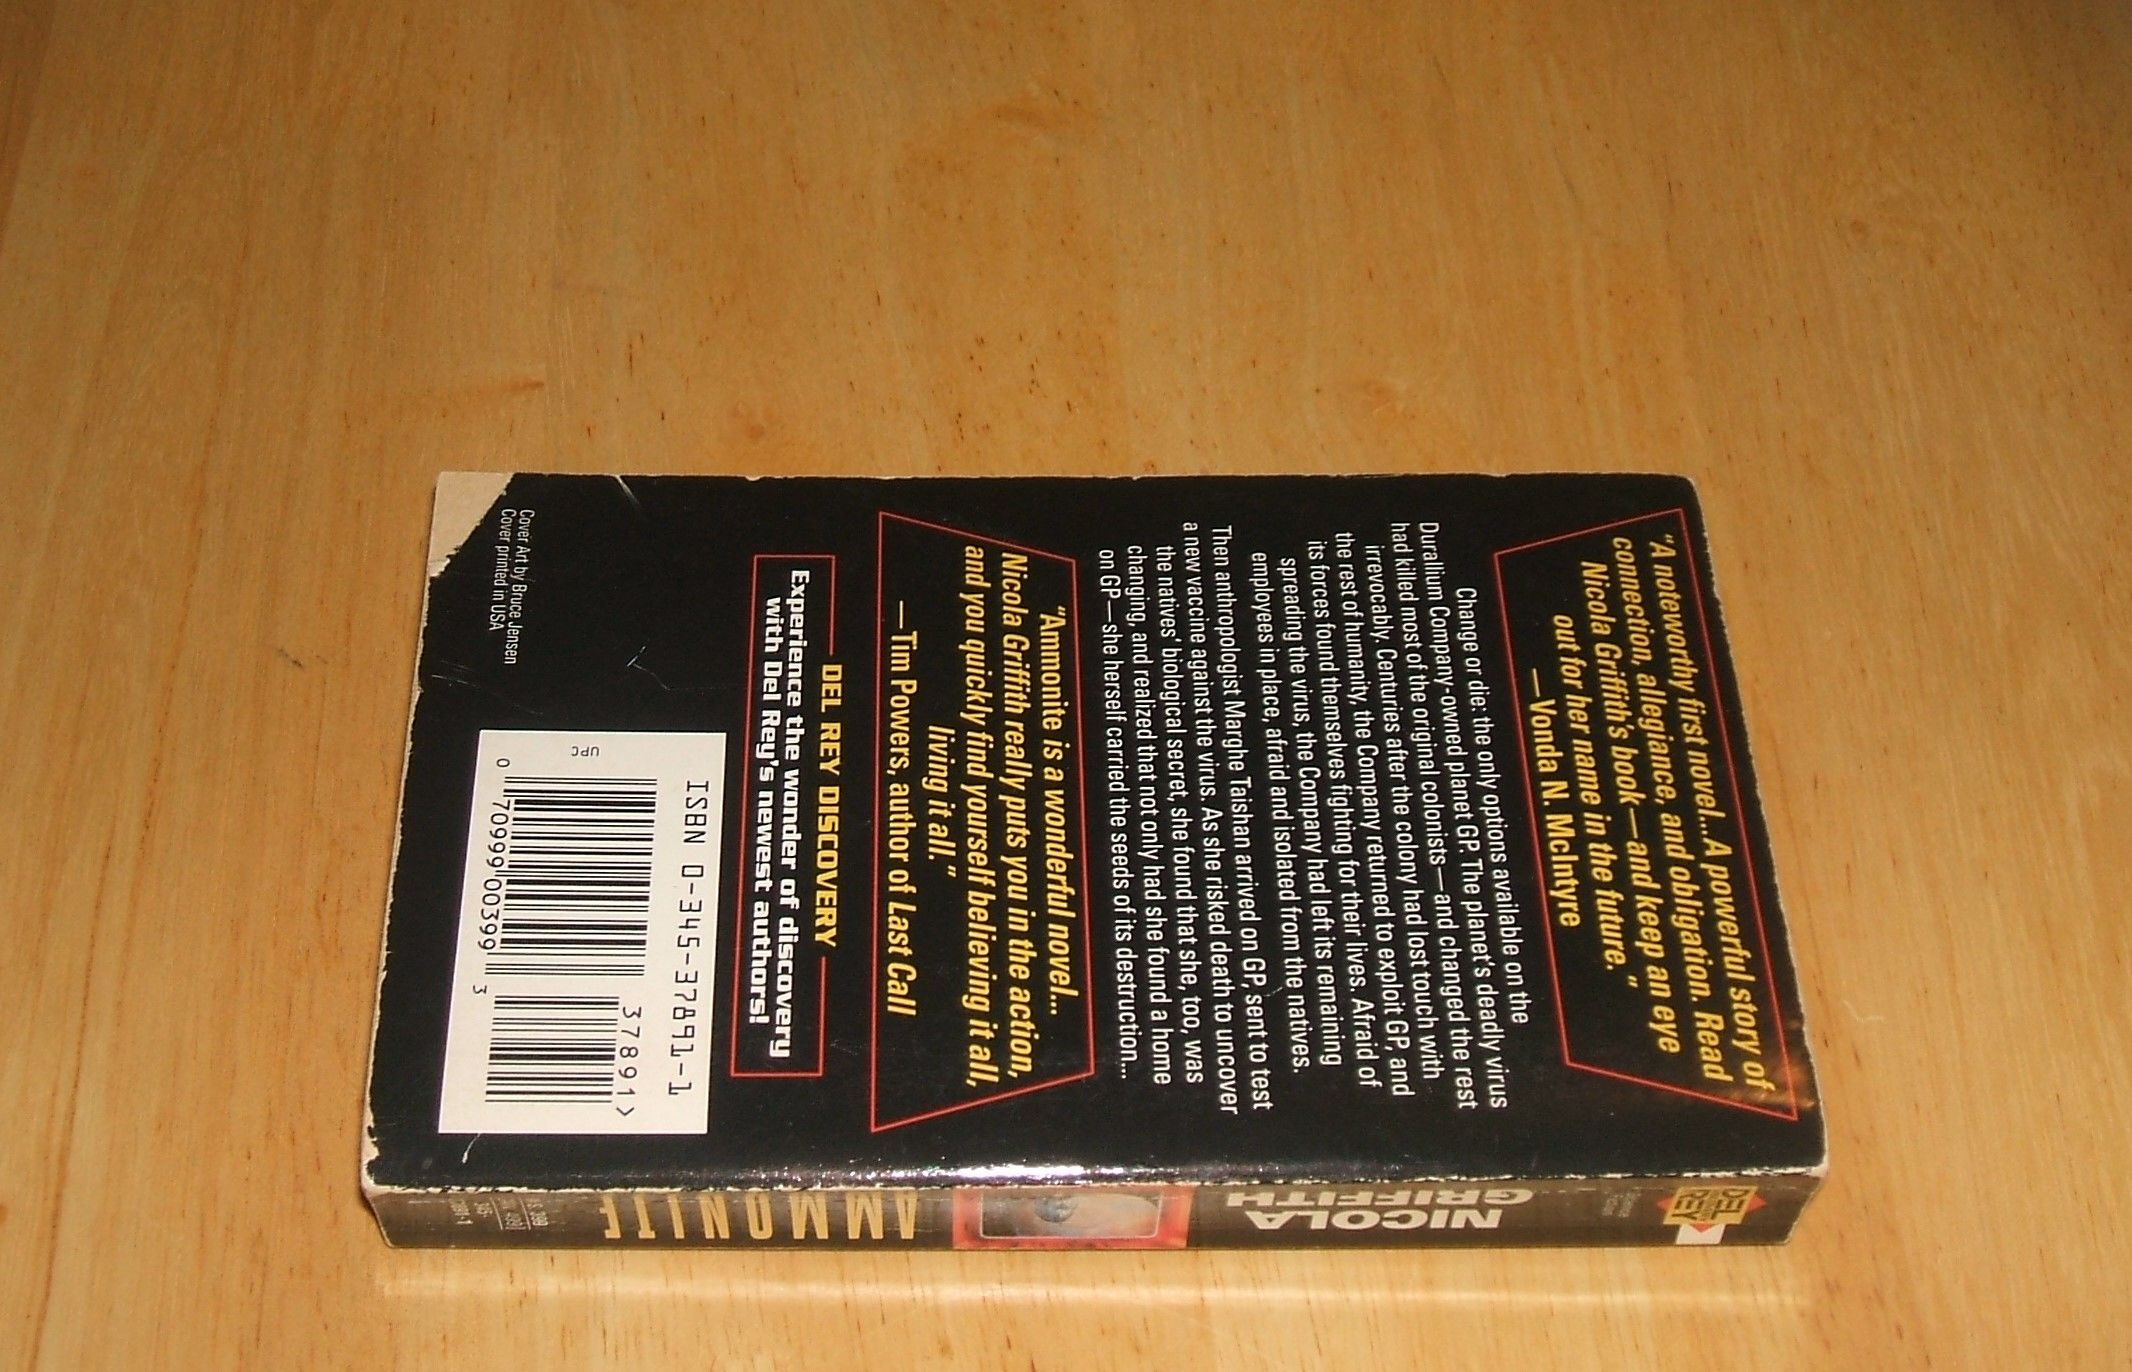 "A noteworthy first novel...A powerful story of
connection, allegiance, and obligation. Read
Nicola Griffith's book—and keep an eye
out for her name in the future."
—Vonda N. McIntyre
Change or die: the only options available on the
Durallium Company-owned planet GP. The planet's deadly virus
had killed most of the original colonists—and changed the rest
irrevocably. Centuries after the colony had lost touch with
the rest of humanity, the Company returned to exploit GP, and
its forces found themselves fighting for their lives. Afraid of
spreading the virus, the Company had left its remaining
employees in place, afraid and isolated from the natives.
Then anthropologist Marghe Taishan arrived on GP, sent to test
a new vaccine against the virus. As she risked death to uncover
the natives' biological secret, she found that she, too, was
changing, and realized that not only had she found a home
on GP—she herself carried the seeds of its destruction...
"Ammonite is a wonderful novel...
Nicola Griffith really puts you in the action,
and you quickly find yourself believing it all,
living it all."
—Tim Powers, author of Last Call
DEL REY DISCOVERY
Experience the wonder of discovery
with Del Rey's newest authors!
Cover Art by Bruce Jensen
Cover printed in USA
ISBN 0-345-37891-1
37891>
UPC
0 70999 00399 3
DEL
REY
NICOLA
GRIFFITH
AMMONITE